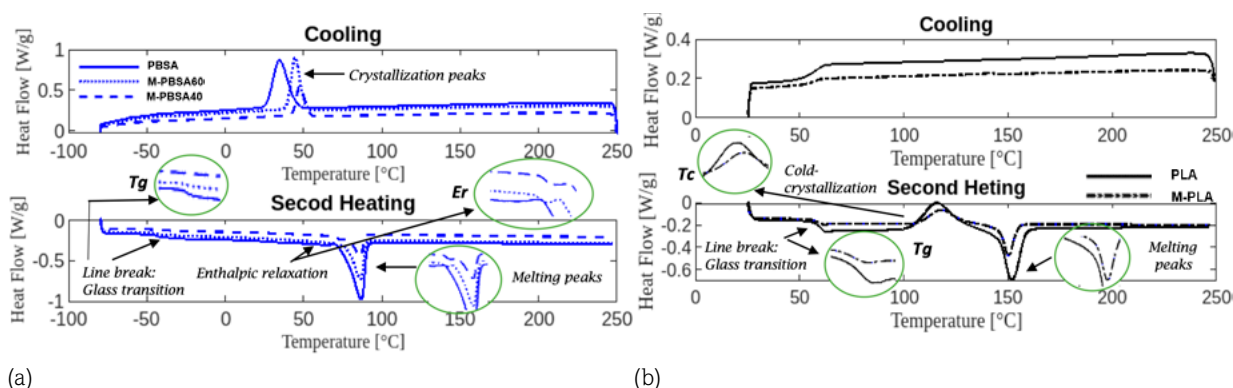 Cooling
Heat Flow [W/g]
1
0.5
0
PBSA
M-PBSA60
M-PBSA40
Crystallization peaks
-100 -50 0 50 100 150 200 250
Temperature [°C]
Tg
Er
Secod Heating
Heat Flow [W/g]
0
-0.5
-1
Line break:
Glass transition
Enthalpic relaxation
Melting peaks
-100 -50 0 50 100 150 200 250
Temperature [°C]
(a)
Cooling
Heat Flow [W/g]
0.4
0.2
0
0 50 100 150 200 250
Temperature [°C]
Tc
Cold-
crystallization
Second Heting
PLA
M-PLA
Heat Flow [W/g]
0
-0.2
-0.4
-0.6
Line break:
Glass transition
Tg
Melting
peaks
0 50 100 150 200 250
Temperature [°C]
(b)